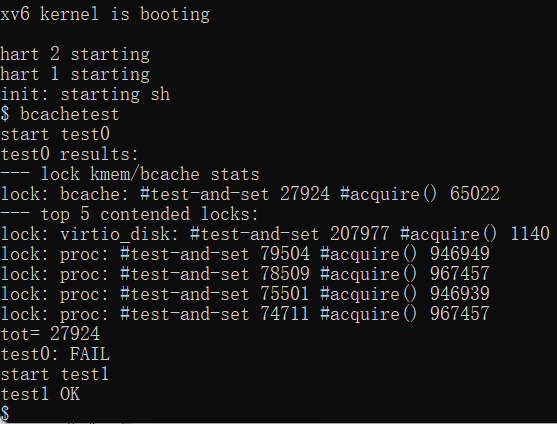 xv6 kernel is booting
hart 2 starting
hart 1 starting
init: starting sh
$ bcachetest
start test0
test0 results:
--- lock kmem/bcache stats
lock: bcache: #test-and-set 27924 #acquire() 65022
--- top 5 contended locks:
lock: virtio_disk: #test-and-set 207977 #acquire() 1140
lock: proc: #test-and-set 79504 #acquire() 946949
lock: proc: #test-and-set 78509 #acquire() 967457
lock: proc: #test-and-set 75501 #acquire() 946939
lock: proc: #test-and-set 74711 #acquire() 967457
tot= 27924
test0: FAIL
start test1
test1 OK
$